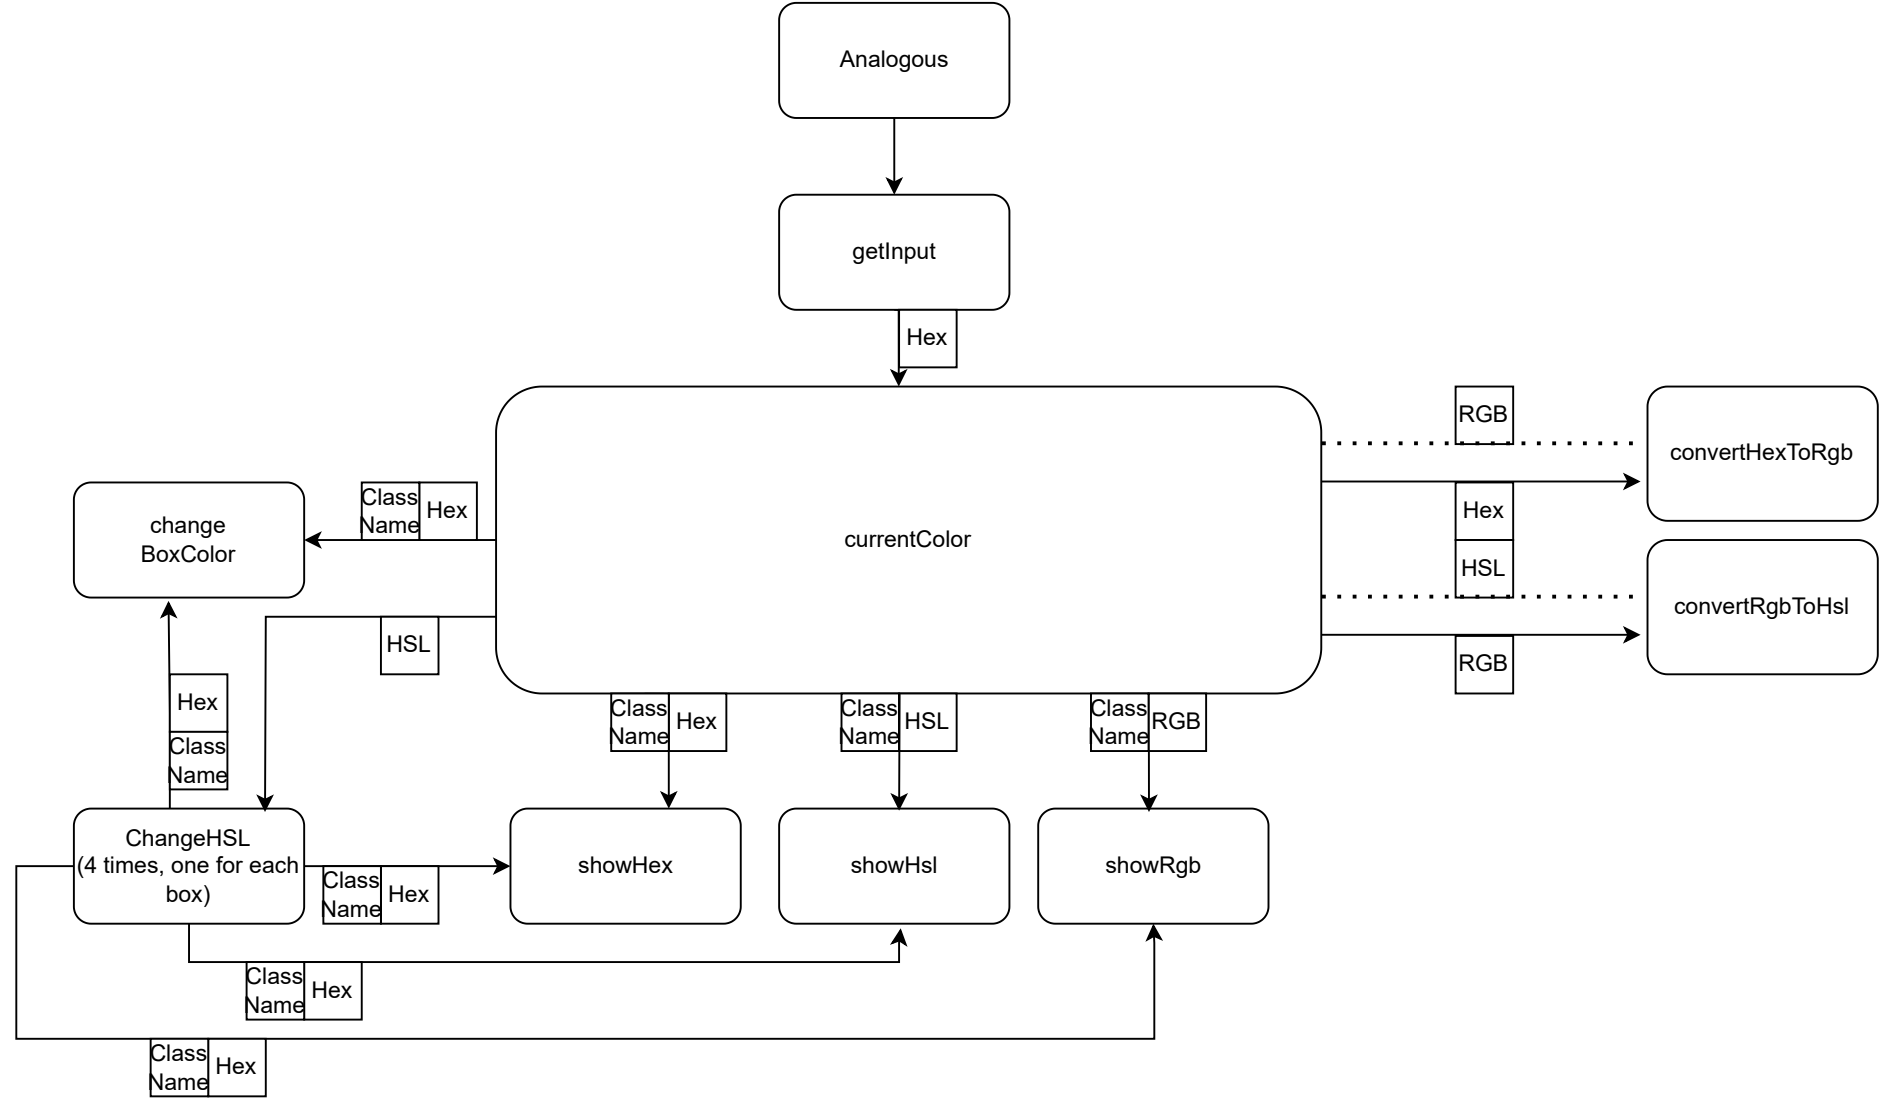 Analogous
getInput
Hex
RGB
convertHexToRgb
Class
Name
Hex
Hex
change
BoxColor
currentColor
HSL
convertRgbToHsl
HSL
RGB
Hex
Class
Name
Class
Name
Hex
Class
Name
HSL
Class
Name
RGB
ChangeHSL
(4 times, one for each
box)
showHex
showHsl
showRgb
Class
Name
Hex
Class
Name
Hex
Class
Name
Hex